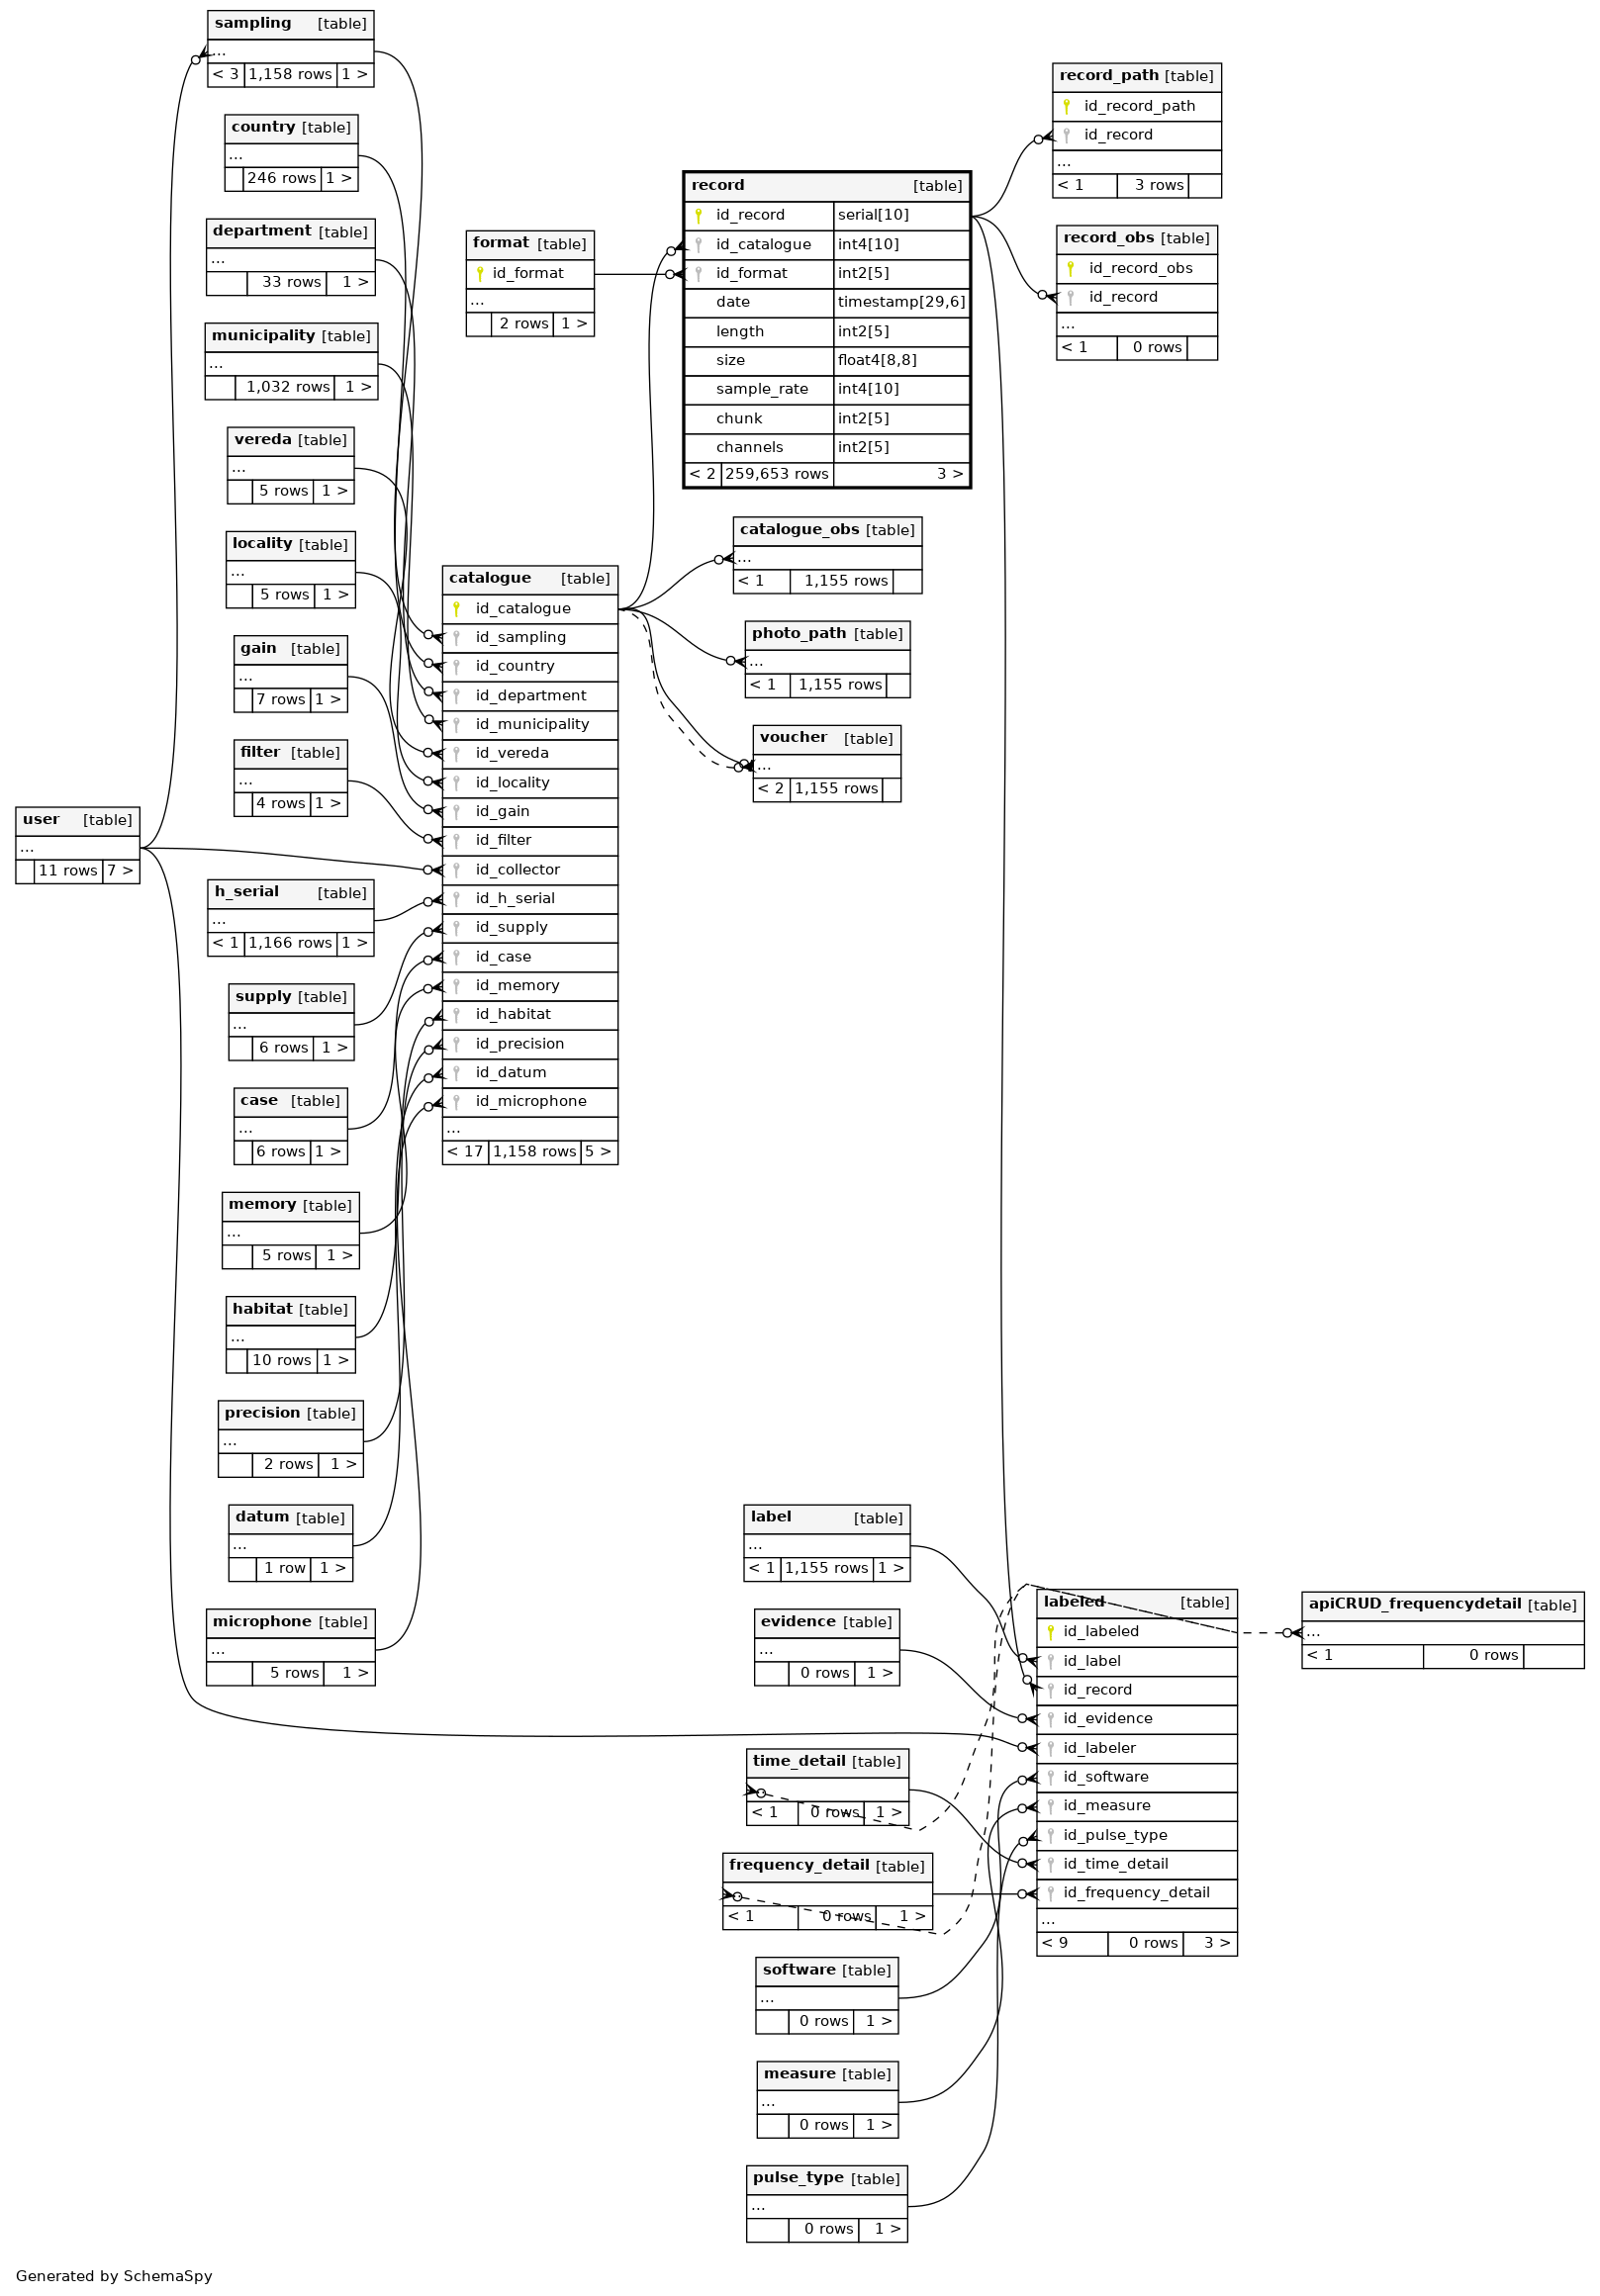 sampling [table]
...
< 3 1,158 rows 1 >
country [table]
...
246 rows 1 >
department [table]
...
33 rows 1 >
municipality [table]
...
1,032 rows 1 >
vereda [table]
...
5 rows 1 >
locality [table]
...
5 rows 1 >
gain [table]
...
7 rows 1 >
filter [table]
...
4 rows 1 >
user [table]
...
11 rows 7 >
h_serial [table]
...
< 1 1,166 rows 1 >
supply [table]
...
6 rows 1 >
case [table]
...
6 rows 1 >
memory [table]
...
5 rows 1 >
habitat [table]
...
10 rows 1 >
precision [table]
...
2 rows 1 >
datum [table]
...
1 row 1 >
microphone [table]
...
5 rows 1 >
format [table]
id_format
...
2 rows 1 >
catalogue [table]
id_catalogue
id_sampling
id_country
id_department
id_municipality
id_vereda
id_locality
id_gain
id_filter
id_collector
id_h_serial
id_supply
id_case
id_memory
id_habitat
id_precision
id_datum
id_microphone
...
< 17 1,158 rows 5 >
record [table]
id_record serial[10]
id_catalogue int4[10]
id_format int2[5]
date timestamp[29,6]
length int2[5]
size float4[8,8]
sample_rate int4[10]
chunk int2[5]
channels int2[5]
< 2 259,653 rows 3 >
catalogue_obs [table]
...
< 1 1,155 rows
photo_path [table]
...
< 1 1,155 rows
voucher [table]
...
< 2 1,155 rows
record_path [table]
id_record_path
id_record
...
< 1 3 rows
record_obs [table]
id_record_obs
id_record
...
< 1 0 rows
label [table]
...
< 1 1,155 rows 1 >
evidence [table]
...
0 rows 1 >
time_detail [table]
< 1 0 rows 1 >
frequency_detail [table]
< 1 0 rows 1 >
software [table]
...
0 rows 1 >
measure [table]
...
0 rows 1 >
pulse_type [table]
...
0 rows 1 >
labeled [table]
id_labeled
id_label
id_record
id_evidence
id_labeler
id_software
id_measure
id_pulse_type
id_time_detail
id_frequency_detail
...
< 9 0 rows 3 >
apiCRUD_frequencydetail [table]
...
< 1 0 rows
Generated by SchemaSpy